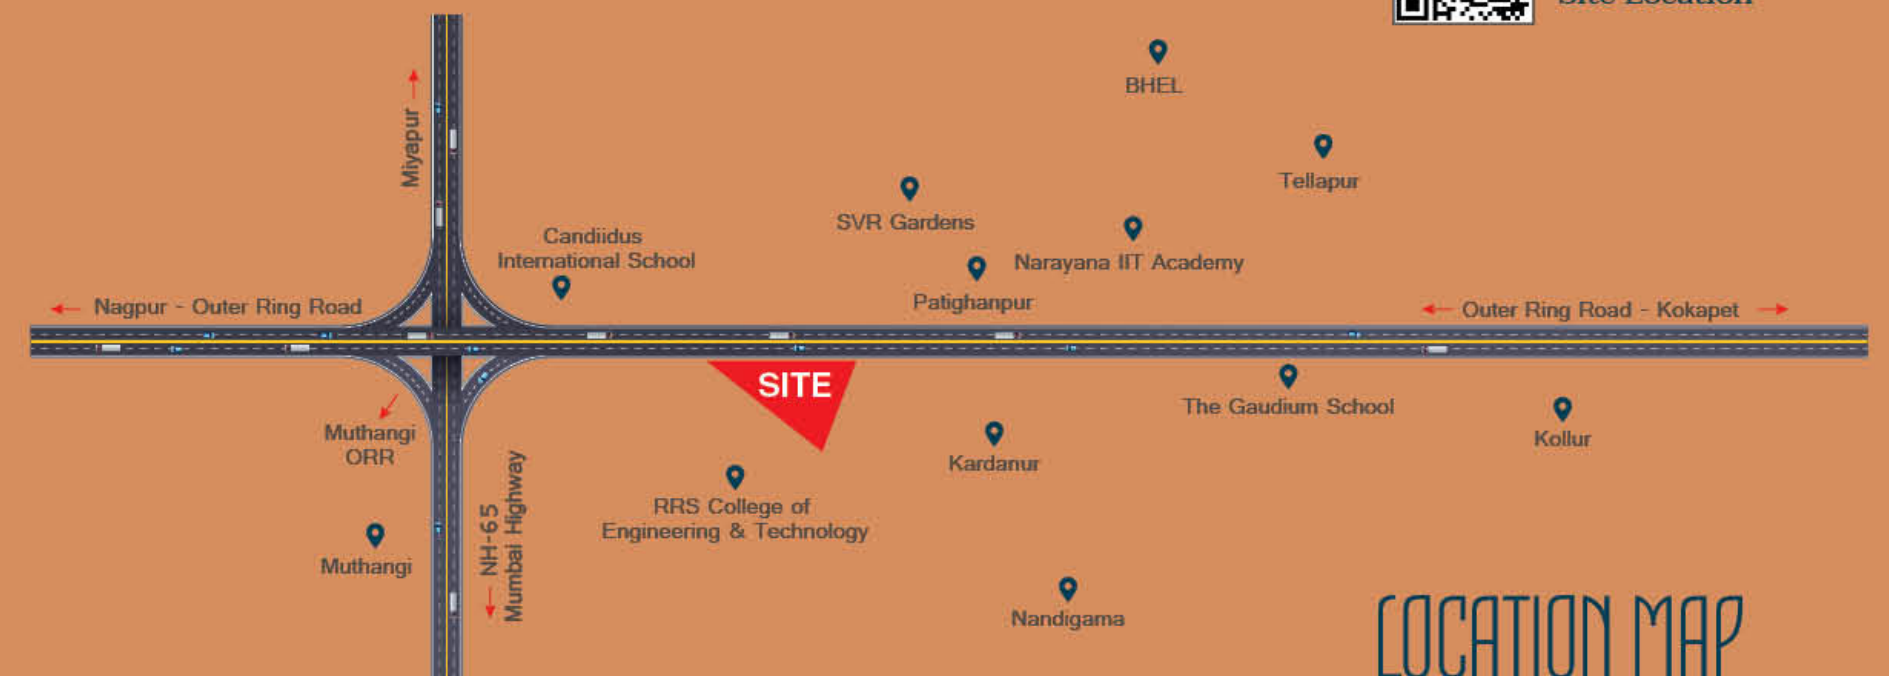 Site Location
BHEL
Miyapur
Tellapur
SVR Gardens
Candiidus
International School
Narayana IIT Academy
Patighanpur
Nagpur - Outer Ring Road
Outer Ring Road - Kokapet
SITE
The Gaudium School
Muthangi
ORR
Kollur
Kardanur
NH-65
Mumbai Highway
RRS College of
Engineering & Technology
Muthangi
Nandigama
LOCATION MAP